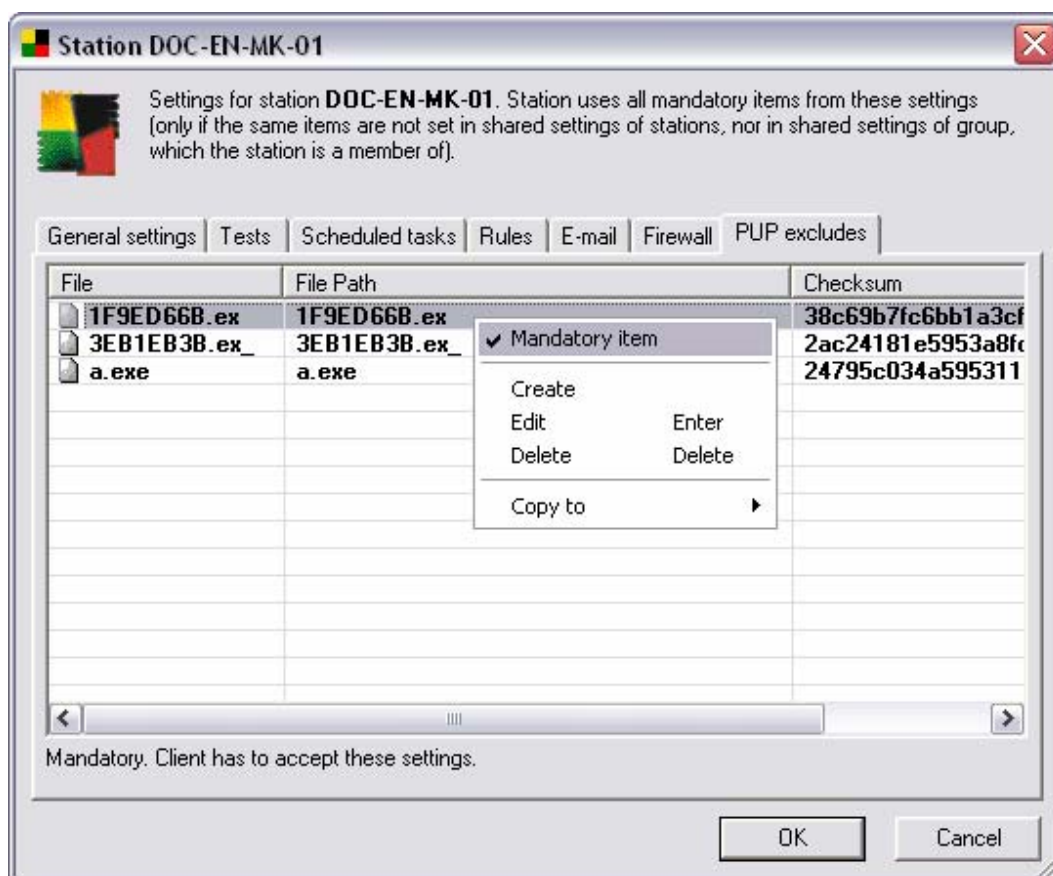 Station DOC-EN-MK-01
Settings for station DOC-EN-MK-01. Station uses all mandatory items from these settings
(only if the same items are not set in shared settings of stations, nor in shared settings of group,
which the station is a member of).
General settings Tests Scheduled tasks Rules E-mail Firewall PUP excludes
File File Path Checksum
1F9ED66B.ex 1F9ED66B.ex 38c69b7fc6bb1a3cf
3EB1EB3B.ex_ 3EB1EB3B.ex_ 2ac24181e5953a8fc
a.exe a.exe 24795c034a595311
Mandatory item
Create
Edit Enter
Delete Delete
Copy to
Mandatory. Client has to accept these settings.
OK Cancel